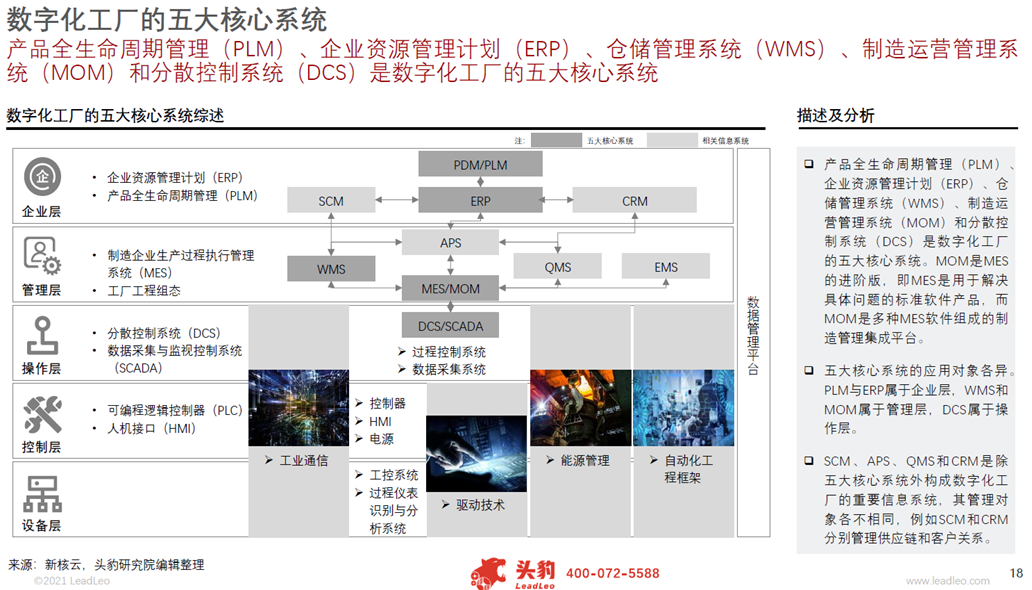 数字化工厂的五大核心系统
产品全生命周期管理（PLM）、企业资源管理计划（ERP）、仓储管理系统（WMS）、制造运营管理系
统（MOM）和分散控制系统（DCS）是数字化工厂的五大核心系统
数字化工厂的五大核心系统综述
注:
五大核心系统
相关信息系统
企
企业层
• 企业资源管理计划（ERP）
• 产品全生命周期管理（PLM）
PDM/PLM
SCM
ERP
CRM
管理层
• 制造企业生产过程执行管理
系统（MES）
• 工厂工程组态
APS
WMS
QMS
EMS
MES/MOM
操作层
• 分散控制系统（DCS）
• 数据采集与监视控制系统
（SCADA）
DCS/SCADA
➢ 过程控制系统
➢ 数据采集系统
控制层
• 可编程逻辑控制器（PLC）
• 人机接口（HMI）
➢ 工业通信
➢ 控制器
➢ HMI
➢ 电源
➢ 能源管理
➢ 自动化工
程框架
设备层
➢ 工控系统
➢ 过程仪表
识别与分
析系统
➢ 驱动技术
数据管理平台
描述及分析
❑ 产品全生命周期管理（PLM）、
企业资源管理计划（ERP）、仓
储管理系统（WMS）、制造运
营管理系统（MOM）和分散控
制系统（DCS）是数字化工厂
的五大核心系统。MOM是MES
的进阶版，即MES是用于解决
具体问题的标准软件产品，而
MOM是多种MES软件组成的制
造管理集成平台。
❑ 五大核心系统的应用对象各异。
PLM与ERP属于企业层，WMS和
MOM属于管理层，DCS属于操
作层。
❑ SCM、APS、QMS和CRM是除
五大核心系统外构成数字化工
厂的重要信息系统，其管理对
象各不相同，例如SCM和CRM
分别管理供应链和客户关系。
来源：新核云，头豹研究院编辑整理
©2021 LeadLeo
头豹
LeadLeo
400-072-5588
www.leadleo.com
18